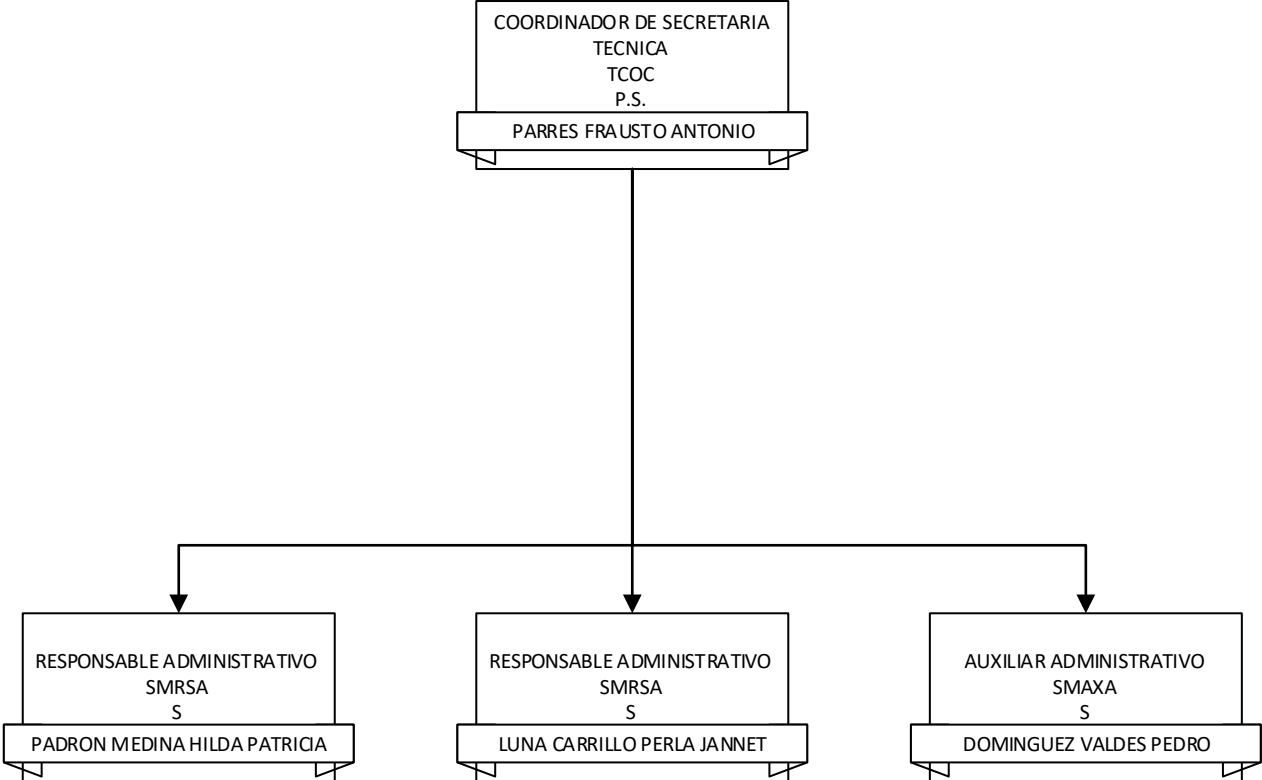 COORDINADOR DE SECRETARIA
TECNICA
TCOC
P.S.
PARRES FRAUSTO ANTONIO
RESPONSABLE ADMINISTRATIVO
SMRSA
S
PADRON MEDINA HILDA PATRICIA
RESPONSABLE ADMINISTRATIVO
SMRSA
S
LUNA CARRILLO PERLA JANNET
AUXILIAR ADMINISTRATIVO
SMAXA
S
DOMINGUEZ VALDES PEDRO